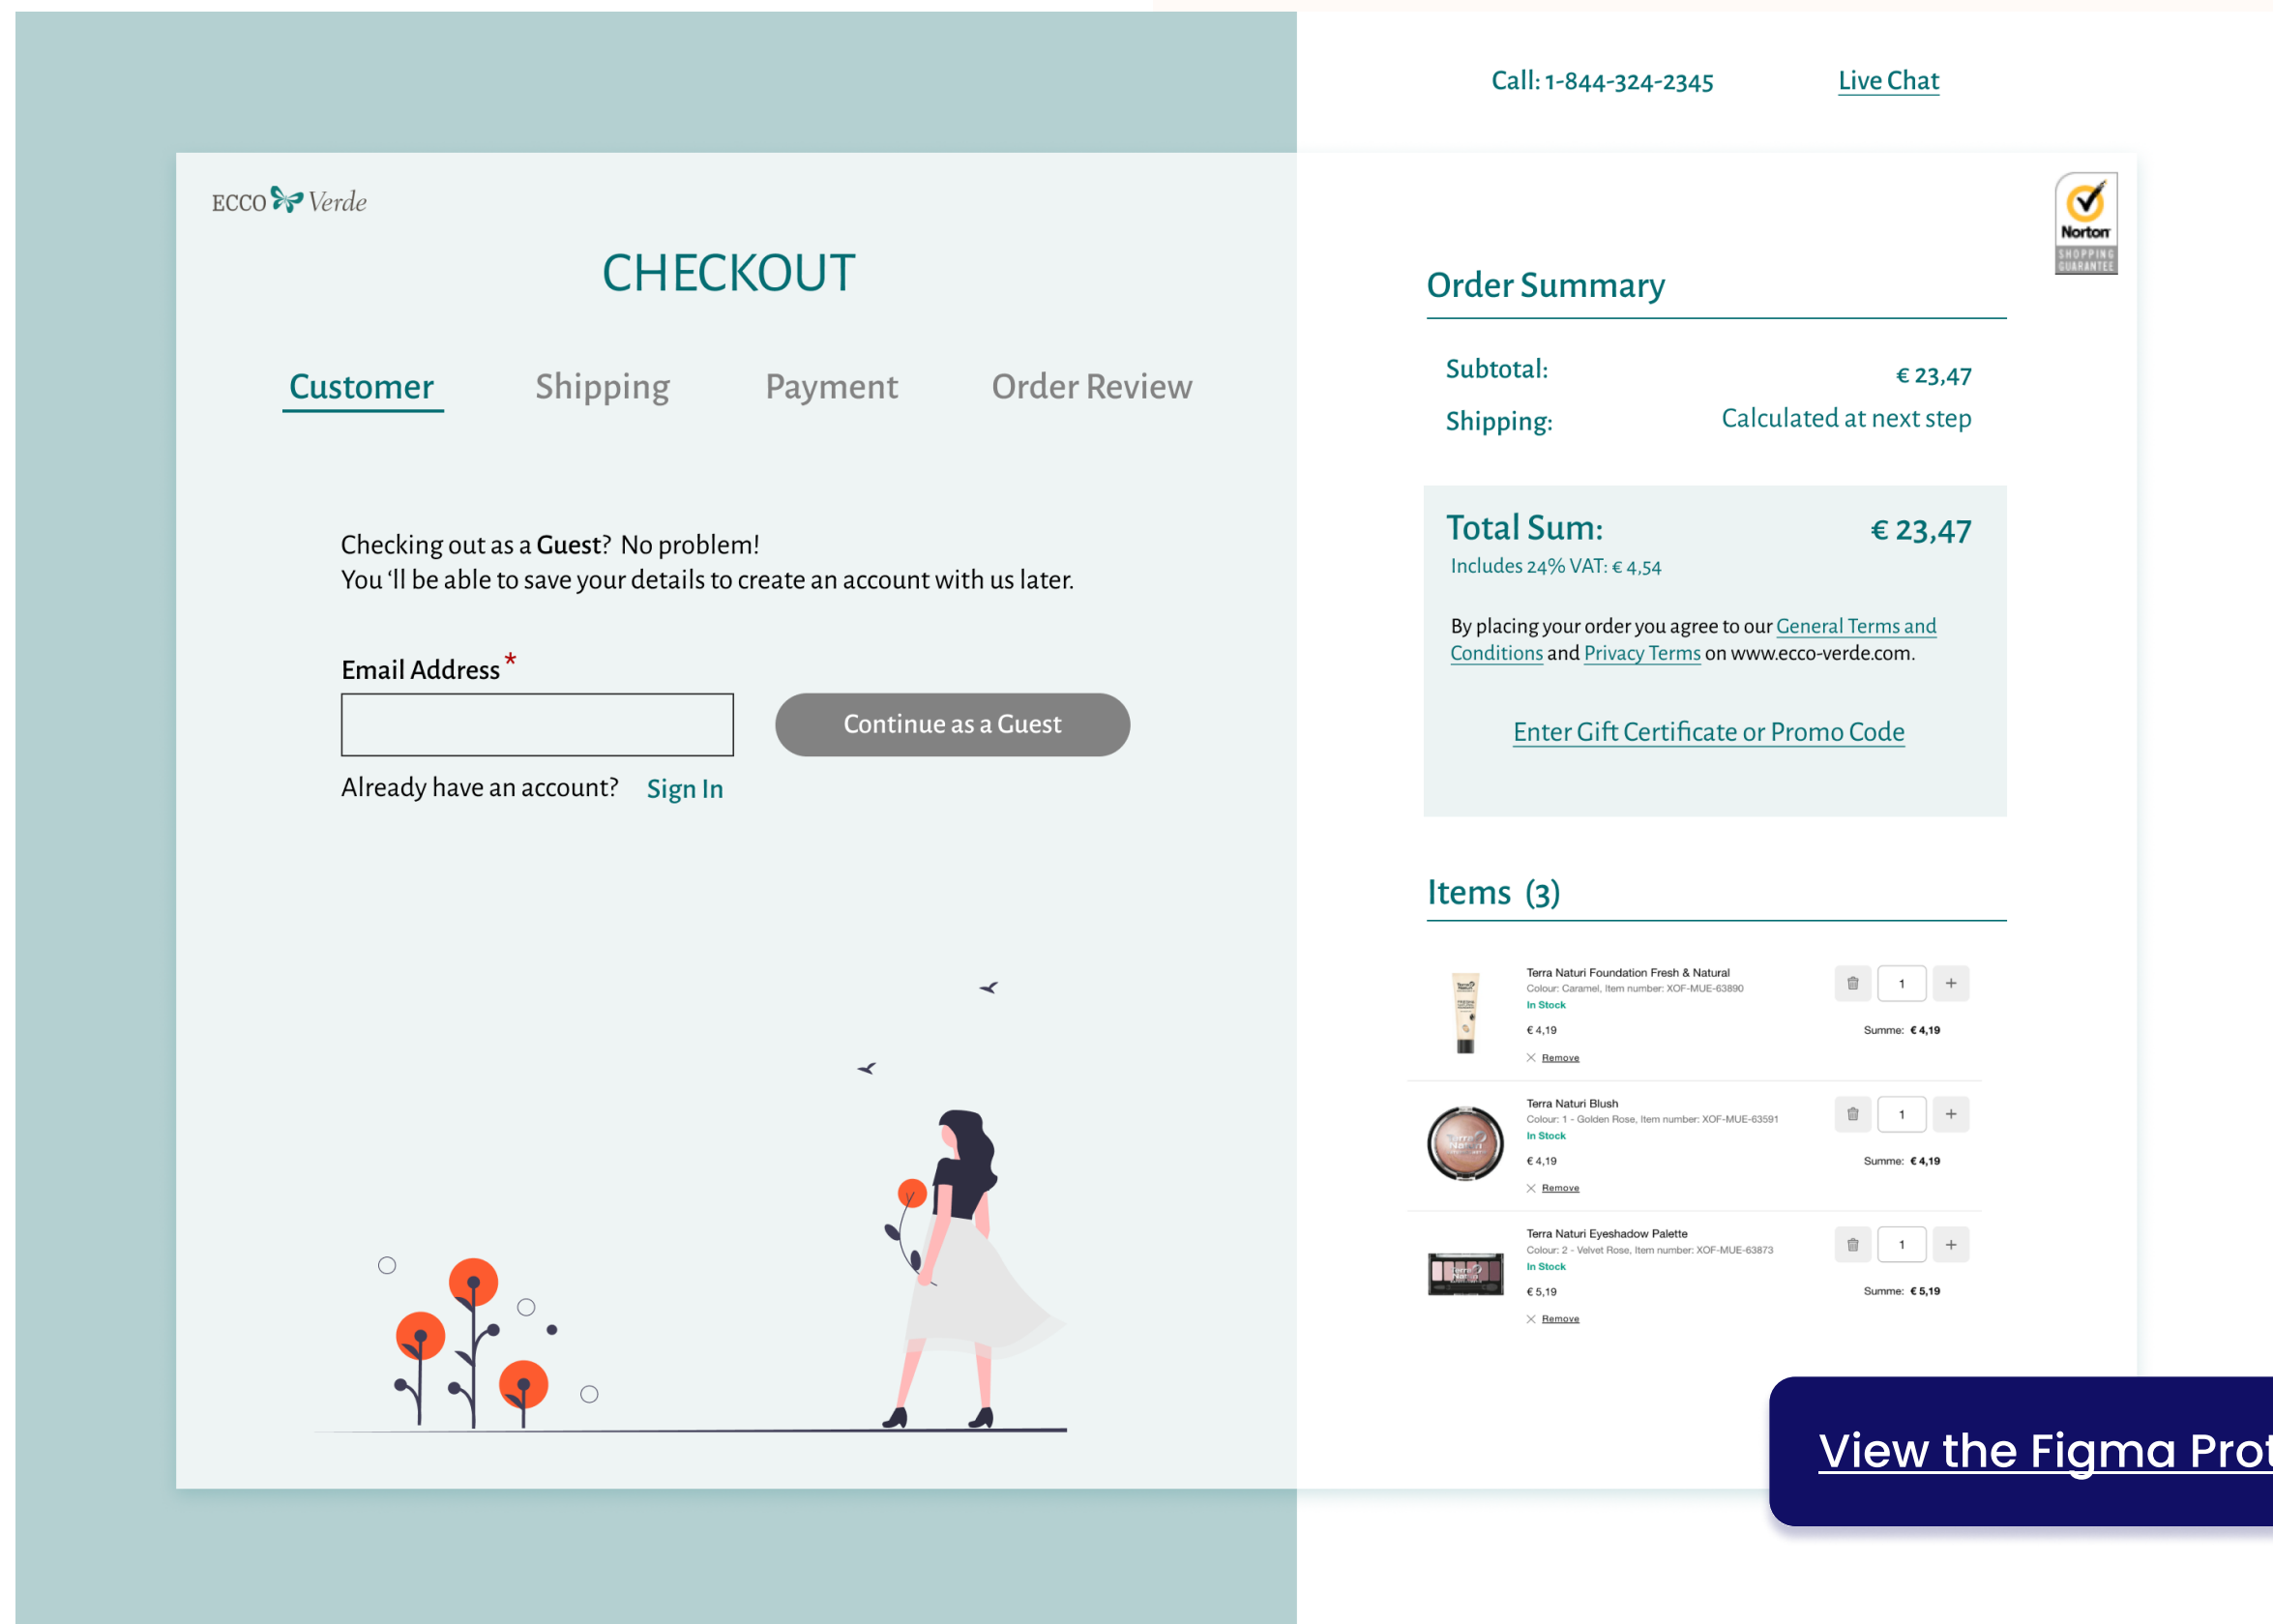 Call: 1-844-324-2345
Live Chat
ECCO Verde
Norton
SHOPPING
GUARANTEE
CHECKOUT
Customer
Shipping
Payment
Order Review
Checking out as a Guest? No problem!
You ‘ll be able to save your details to create an account with us later.
Email Address *
Continue as a Guest
Already have an account? Sign In
Order Summary
Subtotal: € 23,47
Shipping: Calculated at next step
Total Sum: € 23,47
Includes 24% VAT: € 4,54
By placing your order you agree to our General Terms and
Conditions and Privacy Terms on www.ecco-verde.com.
Enter Gift Certificate or Promo Code
Items (3)
Terra Naturi Foundation Fresh & Natural
Colour: Caramel, Item number: XOF-MUE-63890
In Stock
€ 4,19
Remove
1 +
Summe: € 4,19
Terra Naturi Blush
Colour: 1 - Golden Rose, Item number: XOF-MUE-63591
In Stock
€ 4,19
Remove
1 +
Summe: € 4,19
Terra Naturi Eyeshadow Palette
Colour: 2 - Velvet Rose, Item number: XOF-MUE-63873
In Stock
€ 5,19
Remove
1 +
Summe: € 5,19
View the Figma Prot